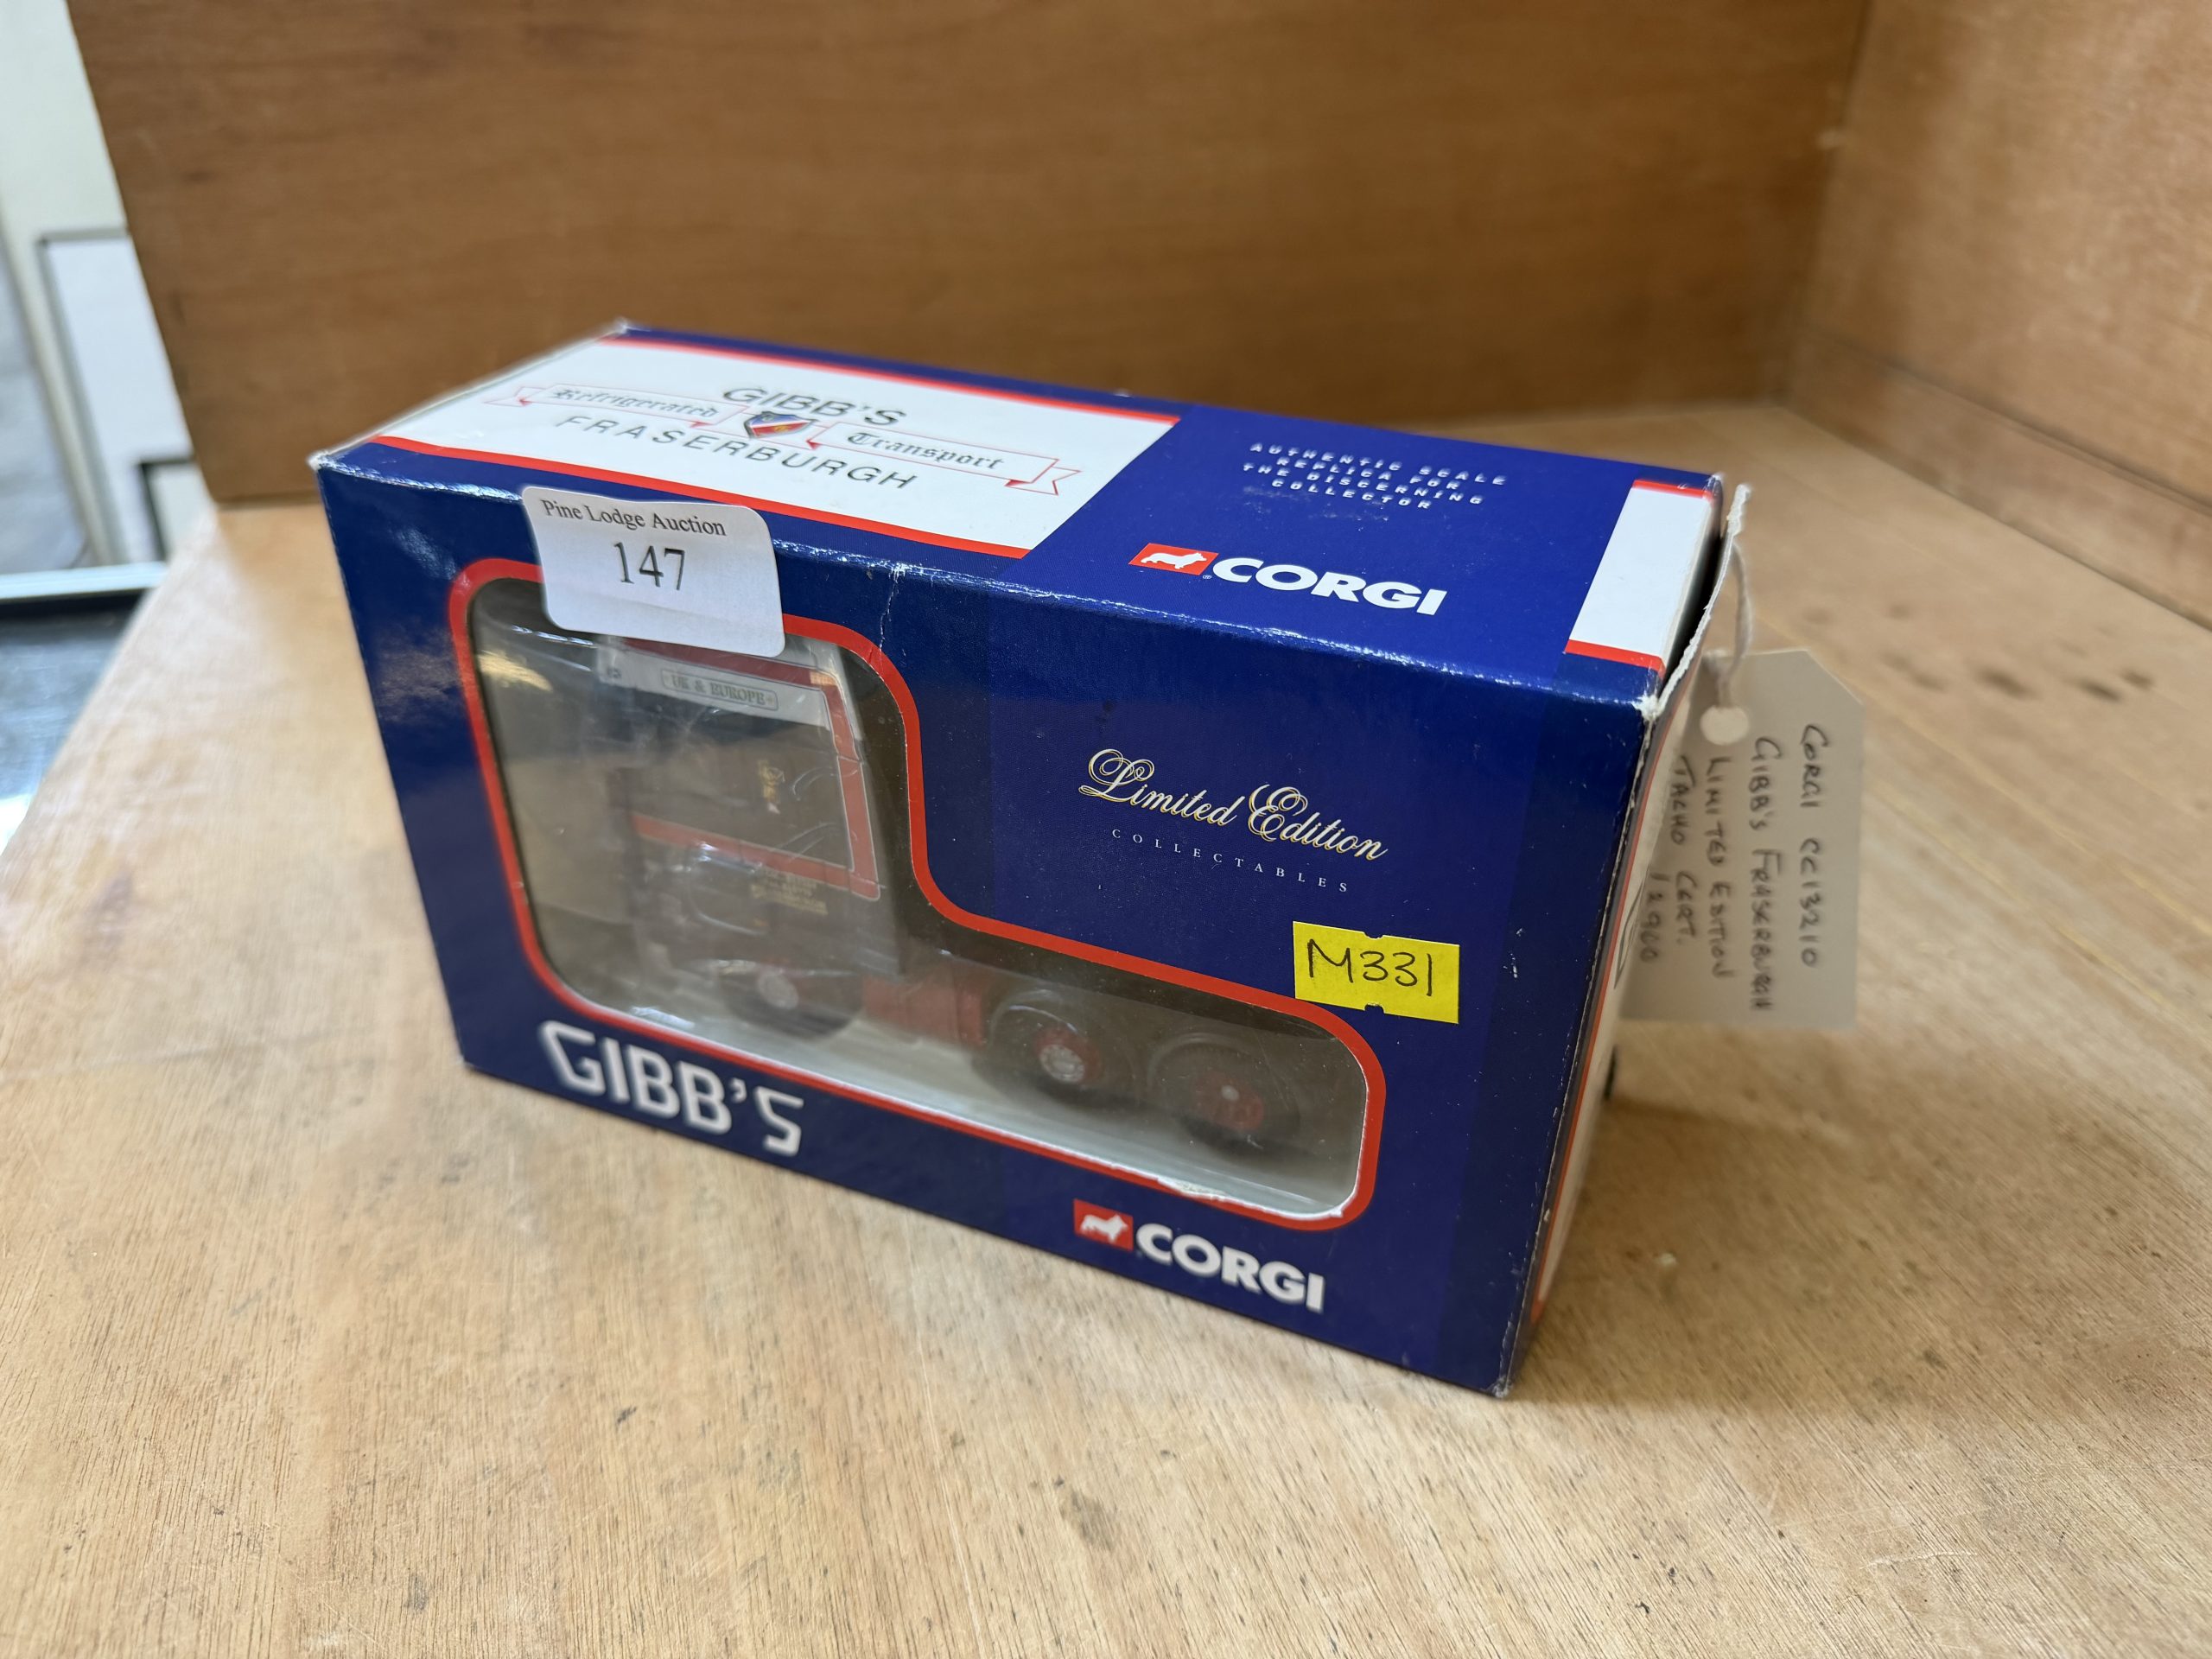 GIBB'S
Refrigerated Transport
FRASERBURGH
AUTHENTIC SCALE
REPLICA FOR
THE DISCERNING
COLLECTOR
CORGI
Pine Lodge Auction
147
UK & EUROPE
Limited Edition
COLLECTABLES
M331
GIBB'S
CORGI
CORGI CC13210
GIBB'S FRASERBURGH
LIMITED EDITION
TACHO CERT.